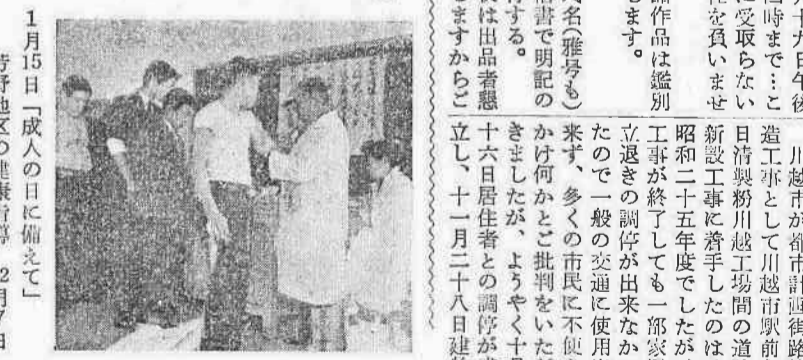 川越市が都市計画街路
造工事として川越市駅前
日清製粉川越工場間の道
新設工事に着手したのは
昭和二十五年度でしたが
工事が終了しても一部家
立退きの調停が出来なか
たので一般の交通に使用
来ず、多くの市民に不便
かけ何かとご批判をいた
きましたが、ようやく十
十六日居住者との調停が
立し、十一月二十八日建
十九日午後
四時まで…こ
に受取らない
を負いませ
作品は鑑別
します。
氏名(雅号も)
書で明記の
する。
は出品者懇
しますからご
1月15日「成人の日に備えて」
芳野地区の健康指導 2月7日